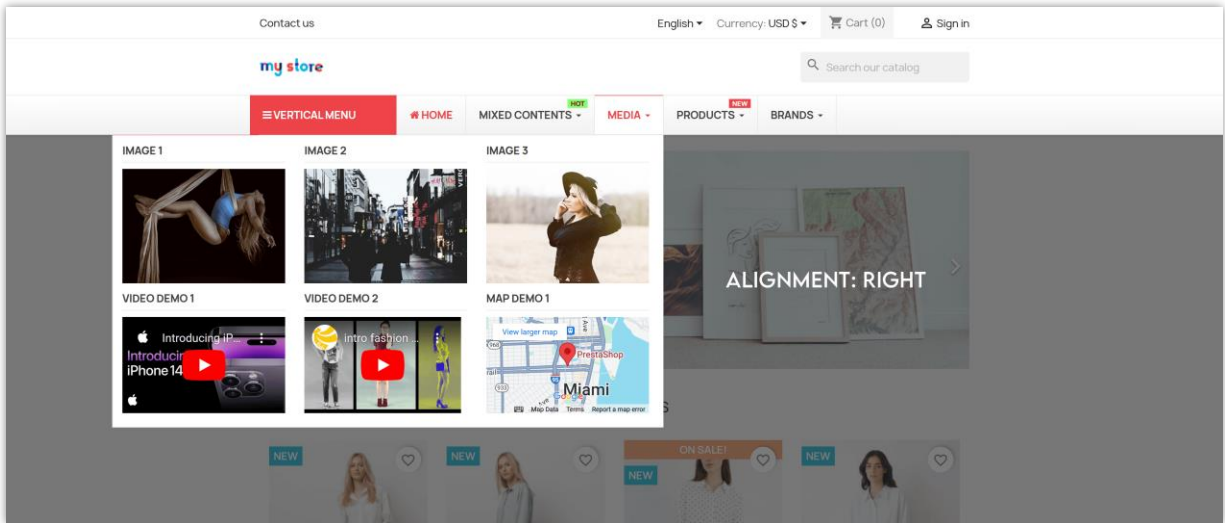 Contact us
English
Currency: USD $
Cart (0)
Sign in
my store
Search our catalog
VERTICAL MENU
HOME
MIXED CONTENTS
HOT
MEDIA
PRODUCTS
NEW
BRANDS
IMAGE 1
IMAGE 2
IMAGE 3
VIDEO DEMO 1
VIDEO DEMO 2
MAP DEMO 1
Introducing iP...
Introducin
iPhone 14
intro fashion ...
View larger map
PrestaShop
Miami
Google
Map Data
Terms
Report a map error
ALIGNMENT: RIGHT
S
NEW
NEW
ON SALE!
NEW
NEW